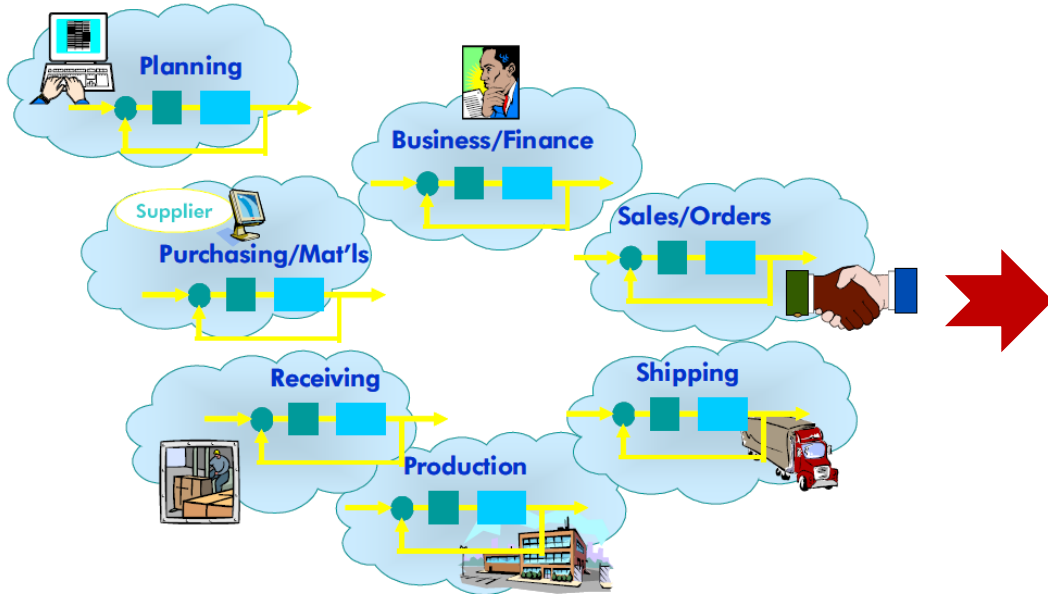 Planning
Business/Finance
Supplier
Purchasing/Mat'ls
Sales/Orders
Receiving
Shipping
Production